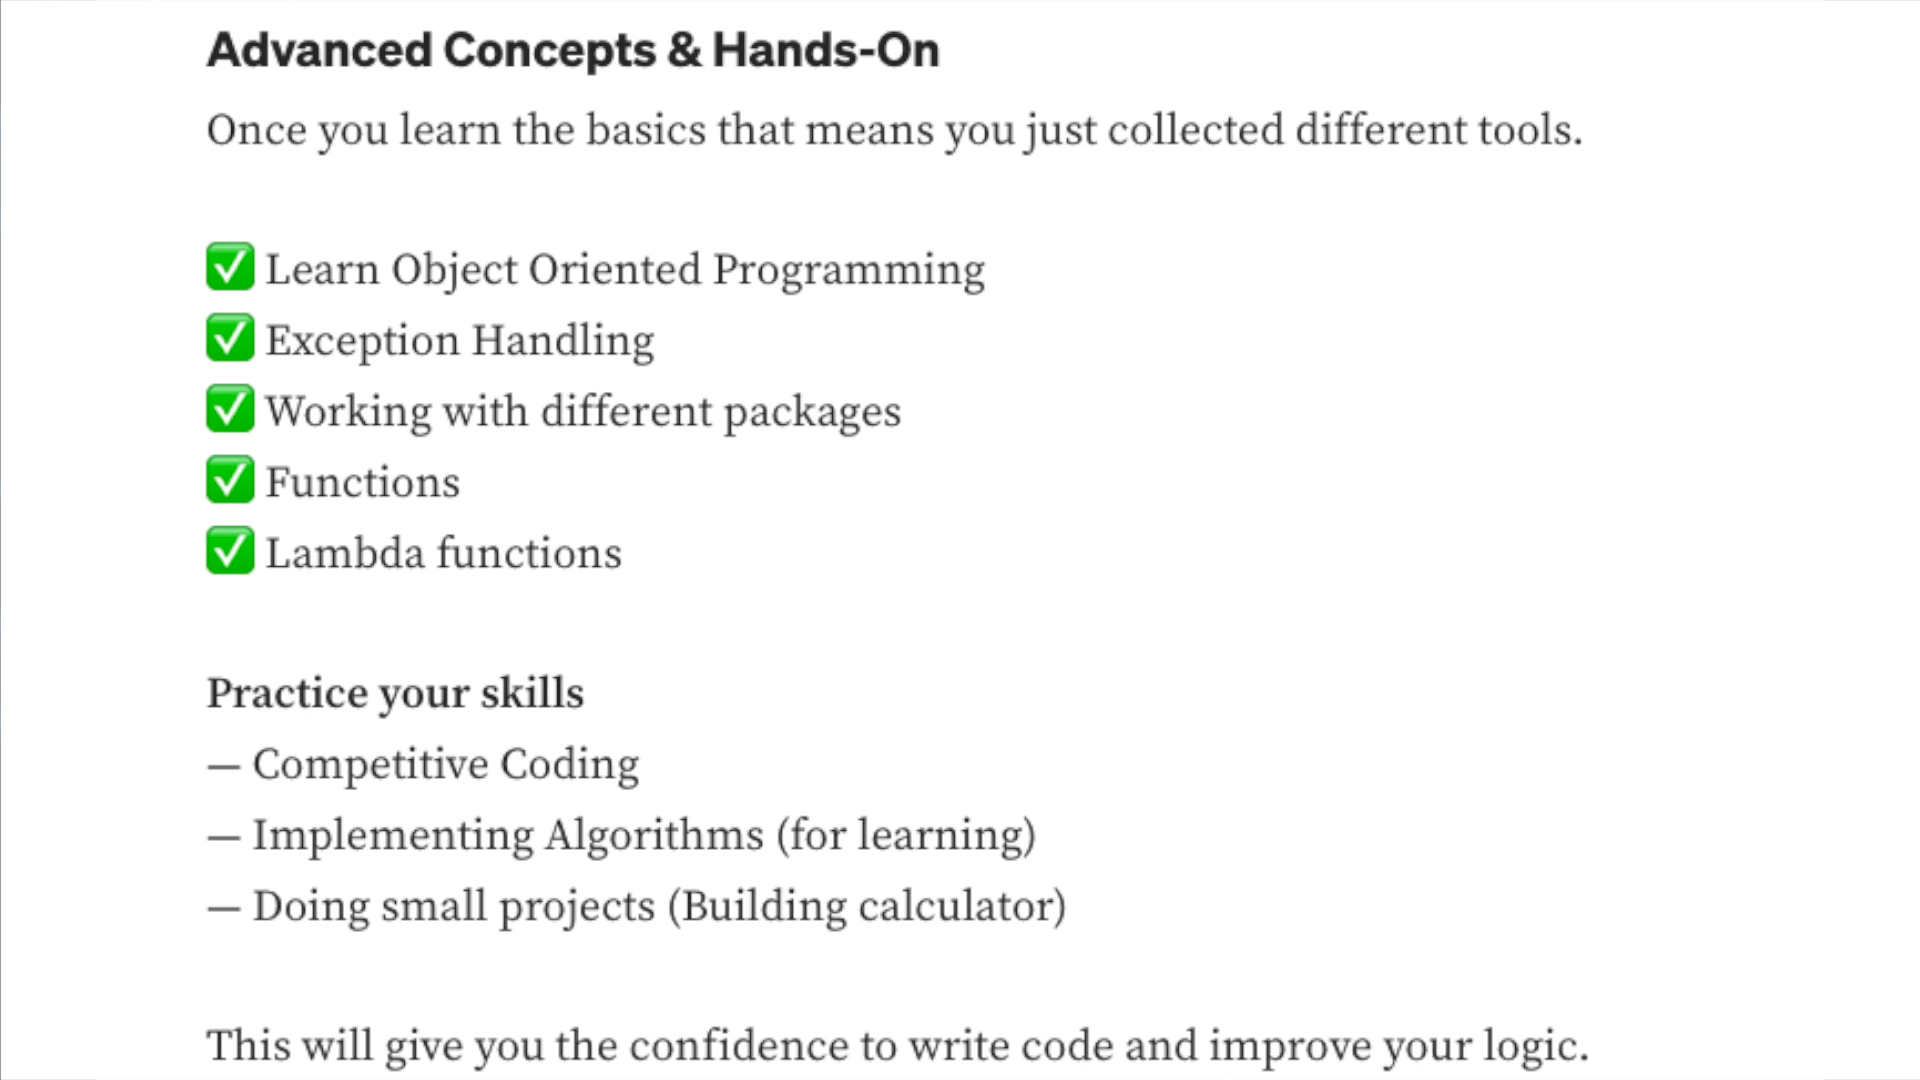 Advanced Concepts & Hands-On
Once you learn the basics that means you just collected different tools.
✅ Learn Object Oriented Programming
✅ Exception Handling
✅ Working with different packages
✅ Functions
✅ Lambda functions
Practice your skills
— Competitive Coding
— Implementing Algorithms (for learning)
— Doing small projects (Building calculator)
This will give you the confidence to write code and improve your logic.